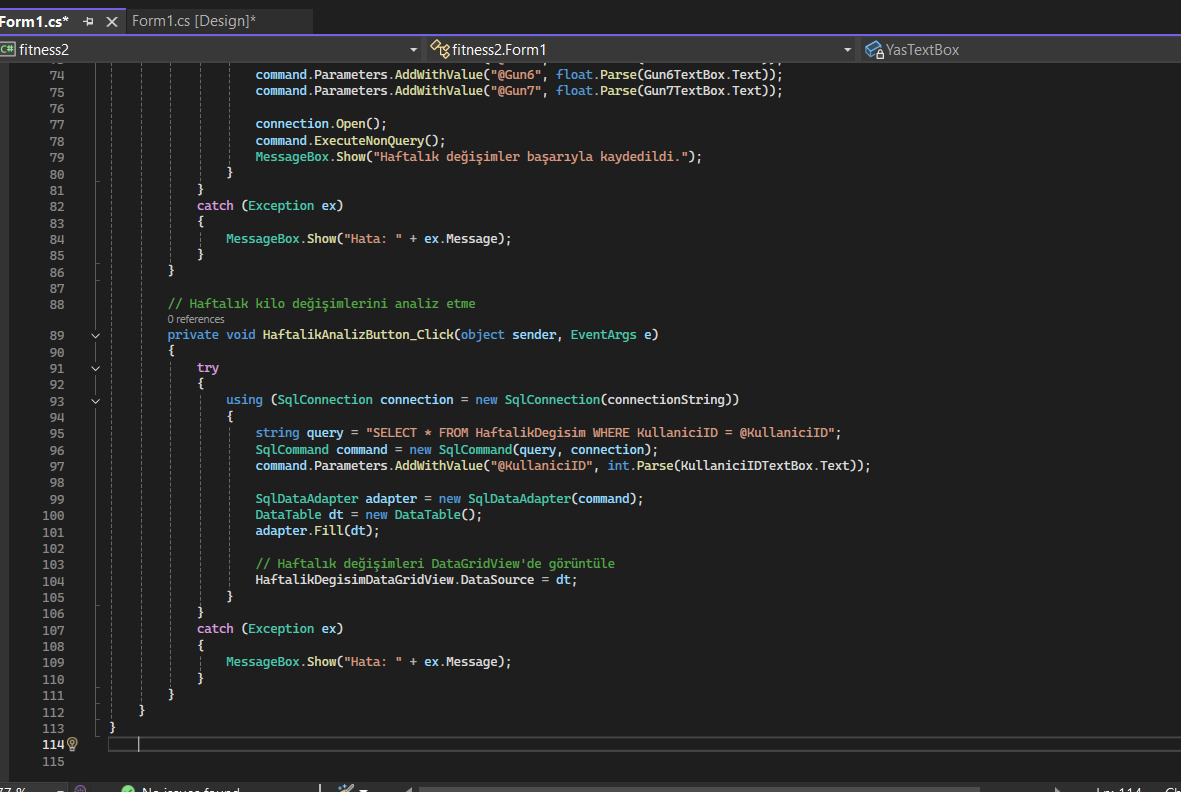 Form1.cs*
Form1.cs [Design]*
C# fitness2
fitness2.Form1
YasTextBox
74 command.Parameters.AddWithValue("@Gun6", float.Parse(Gun6TextBox.Text));
75 command.Parameters.AddWithValue("@Gun7", float.Parse(Gun7TextBox.Text));
76
77 connection.Open();
78 command.ExecuteNonQuery();
79 MessageBox.Show("Haftalık değişimler başarıyla kaydedildi.");
80 }
81 }
82 catch (Exception ex)
83 {
84 MessageBox.Show("Hata: " + ex.Message);
85 }
86 }
87
88 // Haftalık kilo değişimlerini analiz etme
0 references
89 private void HaftalikAnalizButton_Click(object sender, EventArgs e)
90 {
91 try
92 {
93 using (SqlConnection connection = new SqlConnection(connectionString))
94 {
95 string query = "SELECT * FROM HaftalikDegisim WHERE KullaniciID = @KullaniciID";
96 SqlCommand command = new SqlCommand(query, connection);
97 command.Parameters.AddWithValue("@KullaniciID", int.Parse(KullaniciIDTextBox.Text));
98
99 SqlDataAdapter adapter = new SqlDataAdapter(command);
100 DataTable dt = new DataTable();
101 adapter.Fill(dt);
102
103 // Haftalık değişimleri DataGridView'de görüntüle
104 HaftalikDegisimDataGridView.DataSource = dt;
105 }
106 }
107 catch (Exception ex)
108 {
109 MessageBox.Show("Hata: " + ex.Message);
110 }
111 }
112 }
113 }
114
115
No issues found